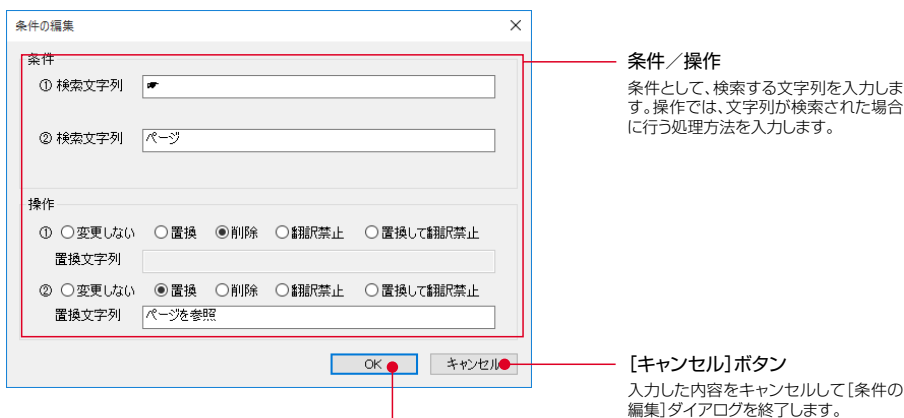 条件の編集
条件
① 検索文字列 ☛
② 検索文字列 ページ
操作
① 変更しない 置換 削除 翻訳禁止 置換して翻訳禁止
置換文字列
② 変更しない 置換 削除 翻訳禁止 置換して翻訳禁止
置換文字列 ページを参照
OK キャンセル
条件／操作
条件として、検索する文字列を入力しま
す。操作では、文字列が検索された場合
に行う処理方法を入力します。
[キャンセル]ボタン
入力した内容をキャンセルして[条件の
編集]ダイアログを終了します。